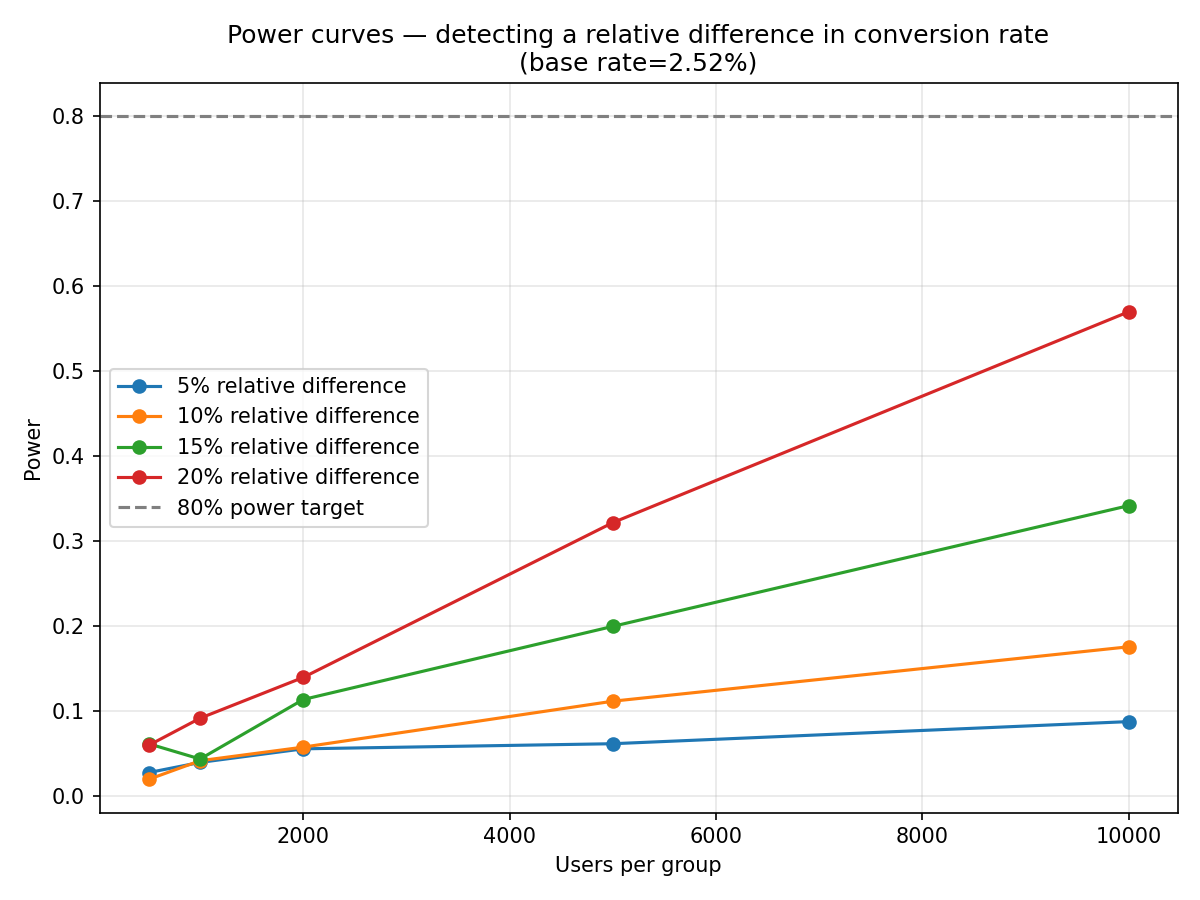 Power curves — detecting a relative difference in conversion rate
(base rate=2.52%)
0.8
0.7
0.6
0.5
0.4
0.3
0.2
0.1
0.0
Power
5% relative difference
10% relative difference
15% relative difference
20% relative difference
80% power target
2000
4000
6000
8000
10000
Users per group